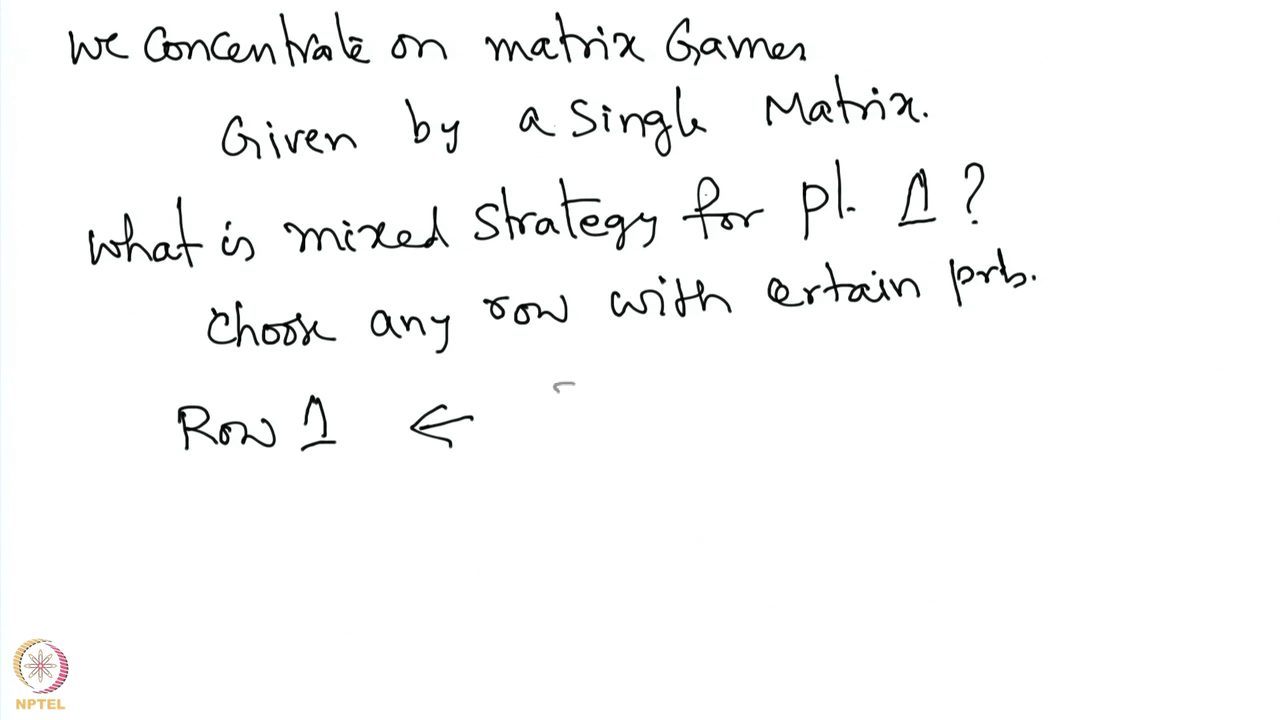 We Concentrate on matrix Games
Given by a Single Matrix.
What is mixed Strategy for pl. 1?
Choose any row with certain prb.
Row 1 ←
NPTEL